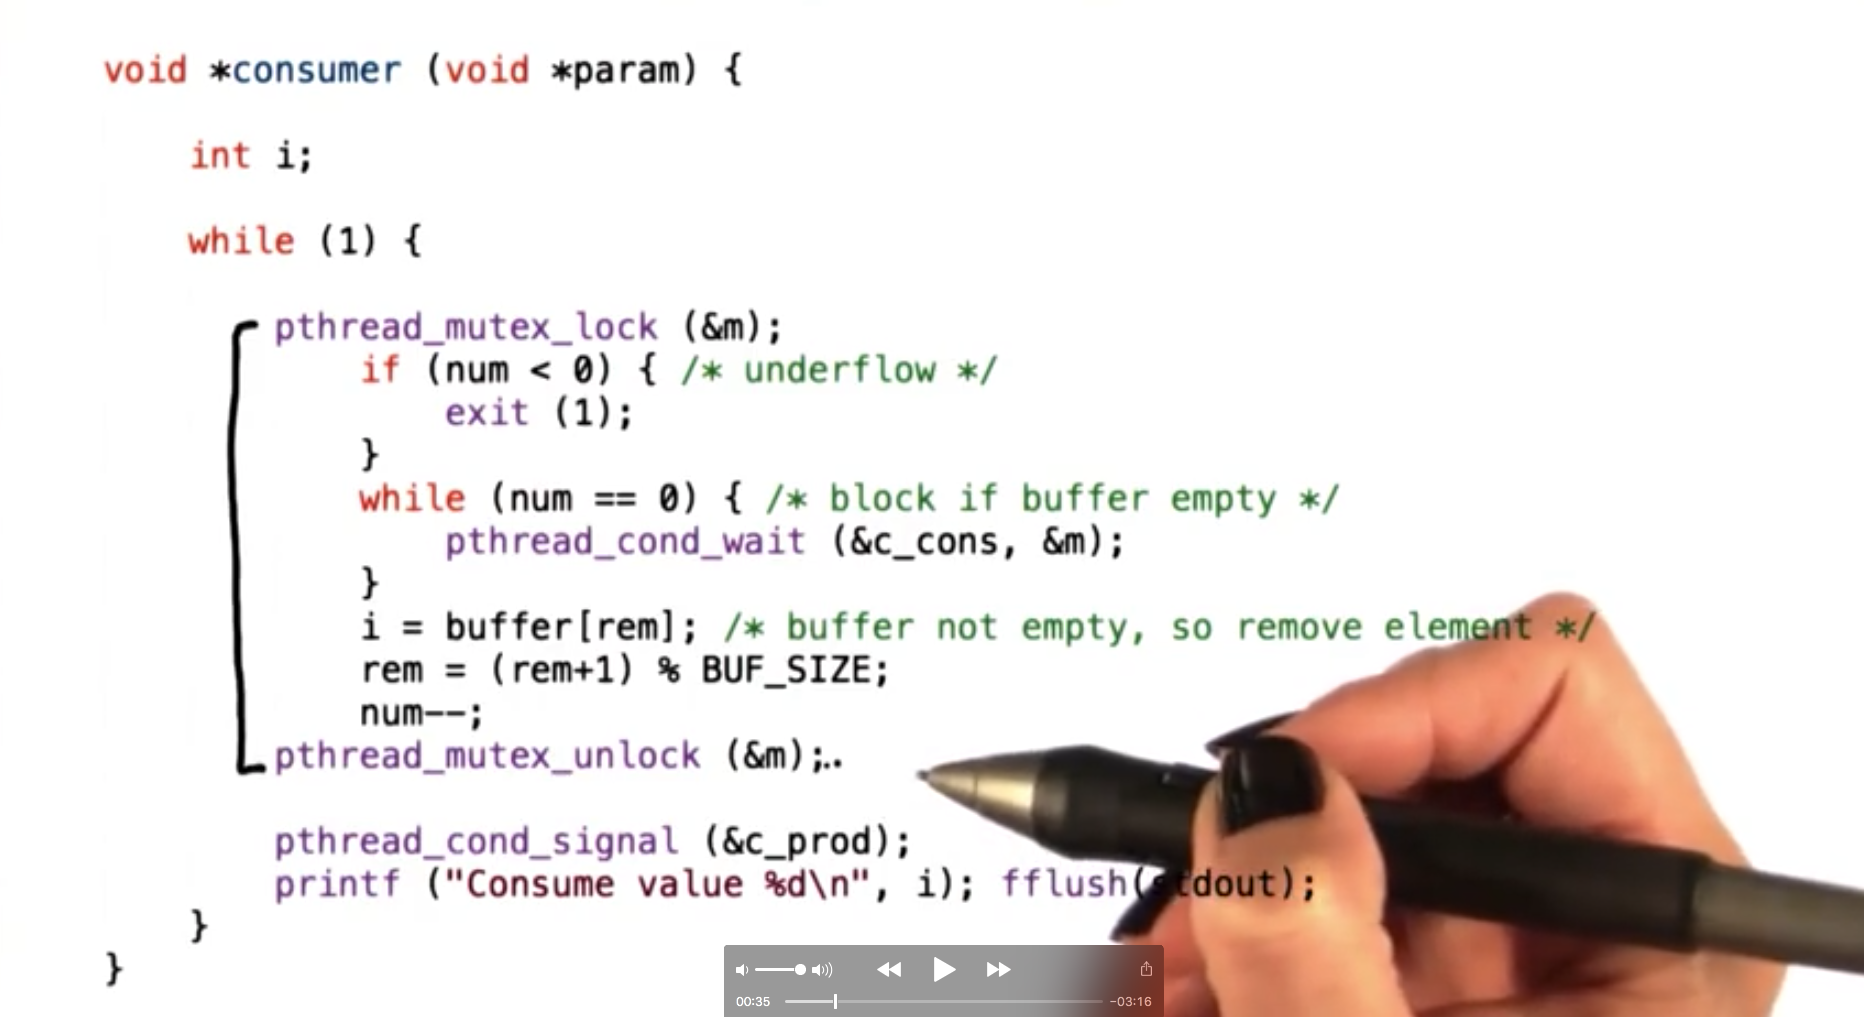 void *consumer (void *param) {
int i;
while (1) {
pthread_mutex_lock (&m);
if (num < 0) { /* underflow */
exit (1);
}
while (num == 0) { /* block if buffer empty */
pthread_cond_wait (&c_cons, &m);
}
i = buffer[rem]; /* buffer not empty, so remove element */
rem = (rem+1) % BUF_SIZE;
num--;
pthread_mutex_unlock (&m);..
pthread_cond_signal (&c_prod);
printf ("Consume value %d\n", i); fflush(stdout);
}
}
00:35 -03:16